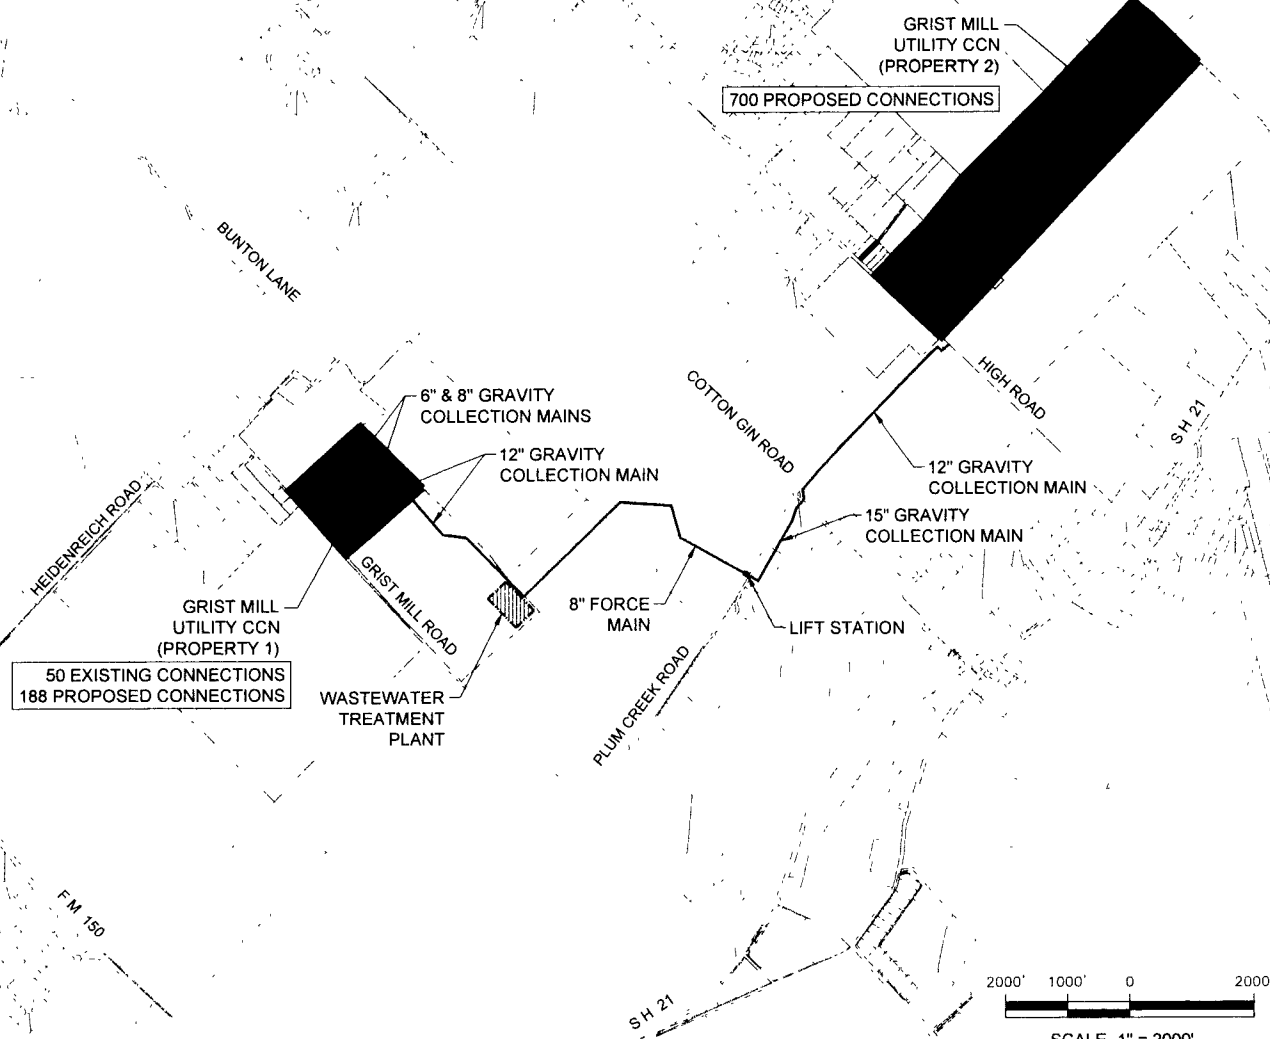 GRIST MILL
UTILITY CCN
(PROPERTY 2)
700 PROPOSED CONNECTIONS
BUNTON LANE
6" & 8" GRAVITY
COLLECTION MAINS
12" GRAVITY
COLLECTION MAIN
COTTON GIN ROAD
HIGH ROAD
S H 21
12" GRAVITY
COLLECTION MAIN
15" GRAVITY
COLLECTION MAIN
HEIDENREICH ROAD
GRIST MILL ROAD
GRIST MILL
UTILITY CCN
(PROPERTY 1)
50 EXISTING CONNECTIONS
188 PROPOSED CONNECTIONS
8" FORCE
MAIN
LIFT STATION
WASTEWATER
TREATMENT
PLANT
PLUM CREEK ROAD
F M 150
S H 21
2000' 1000' 0 2000
SCALE 1" = 2000'